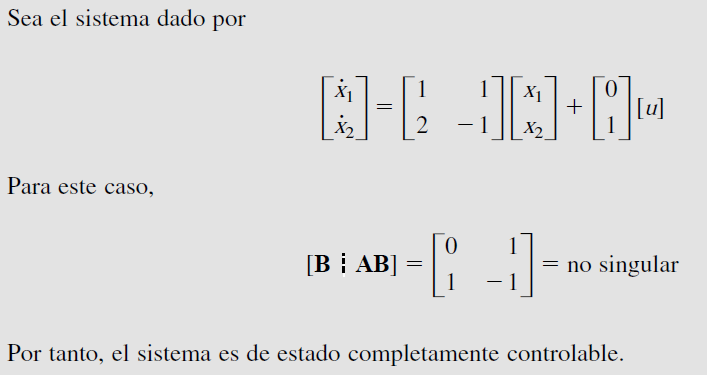 Sea el sistema dado por
[ẋ₁ ẋ₂] = [1 1; 2 −1] [x₁ x₂] + [0 1] [u]
Para este caso,
[B ⋮ AB] = [0 1; 1 −1] = no singular
Por tanto, el sistema es de estado completamente controlable.